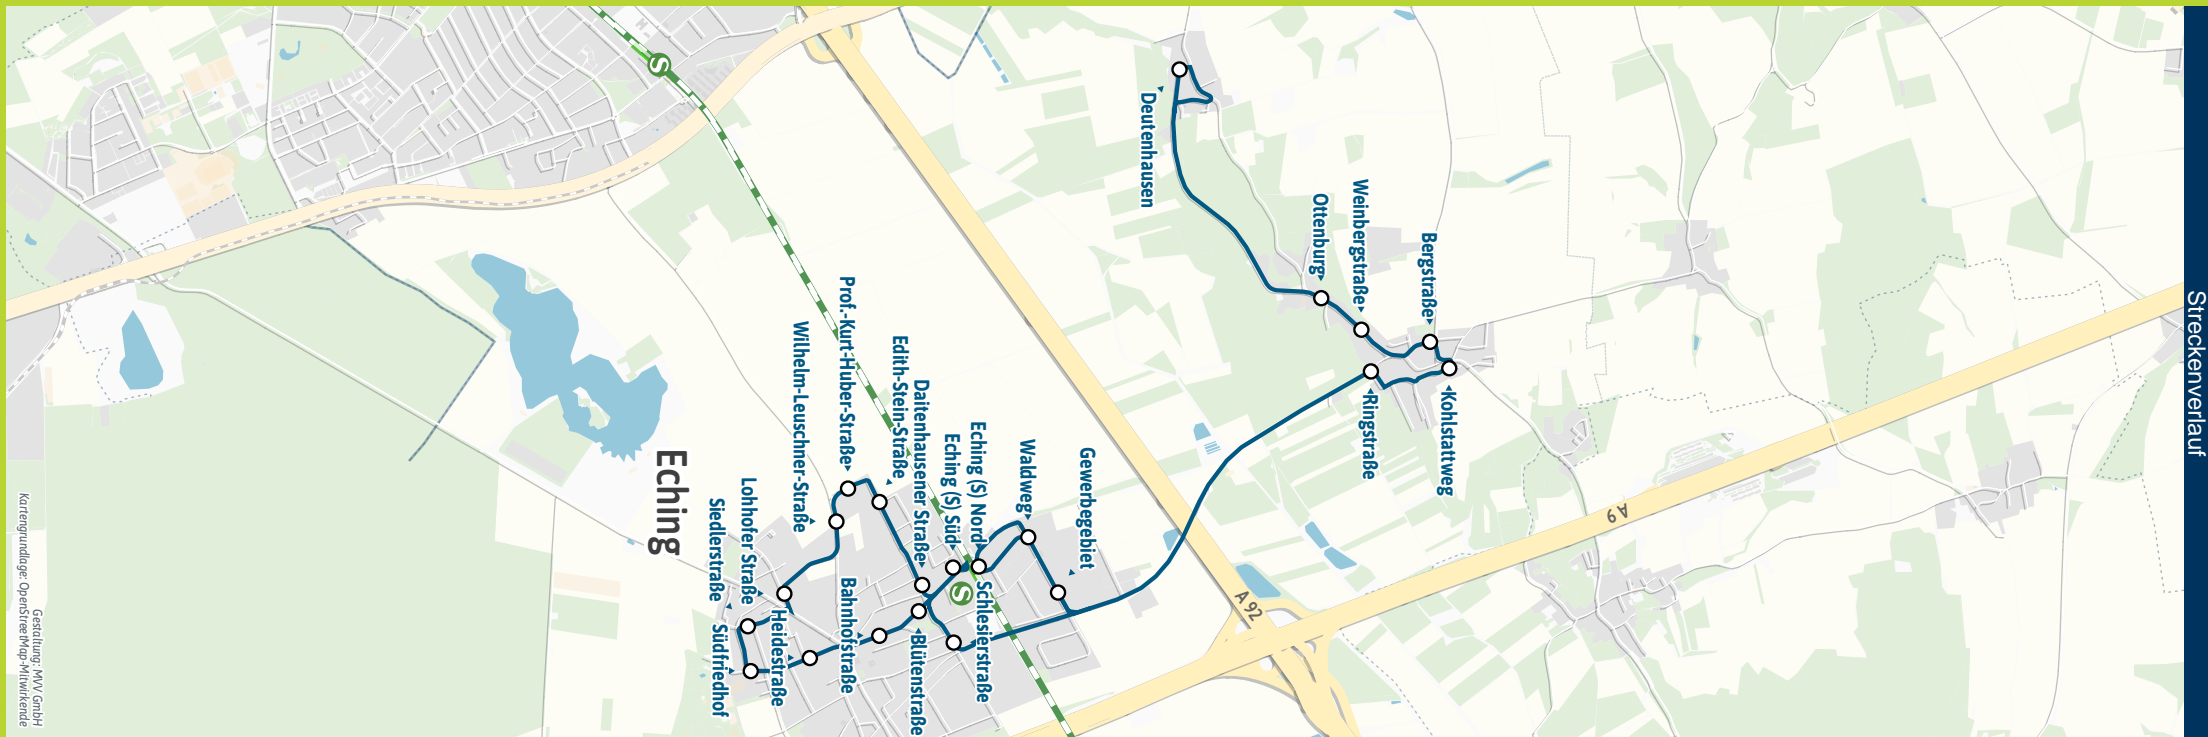 Streckenverlauf
Deutenhausen
Ottenburg
Weinbergstraße
Bergstraße
Kohlstattweg
Ringstraße
A 9
A 92
Gewerbegebiet
Waldweg
Eching (S) Nord
Eching (S) Süd
S
Schlesierstraße
Daitenhausener Straße
Edith-Stein-Straße
Prof.-Kurt-Huber-Straße
Wilhelm-Leuschner-Straße
Blütenstraße
Bahnhofstraße
Heidestraße
Lohhofer Straße
Siedlerstraße
Südfriedhof
Eching
S
Gestaltung: MVV GmbH
Kartengrundlage: OpenStreetMap-Mitwirkende